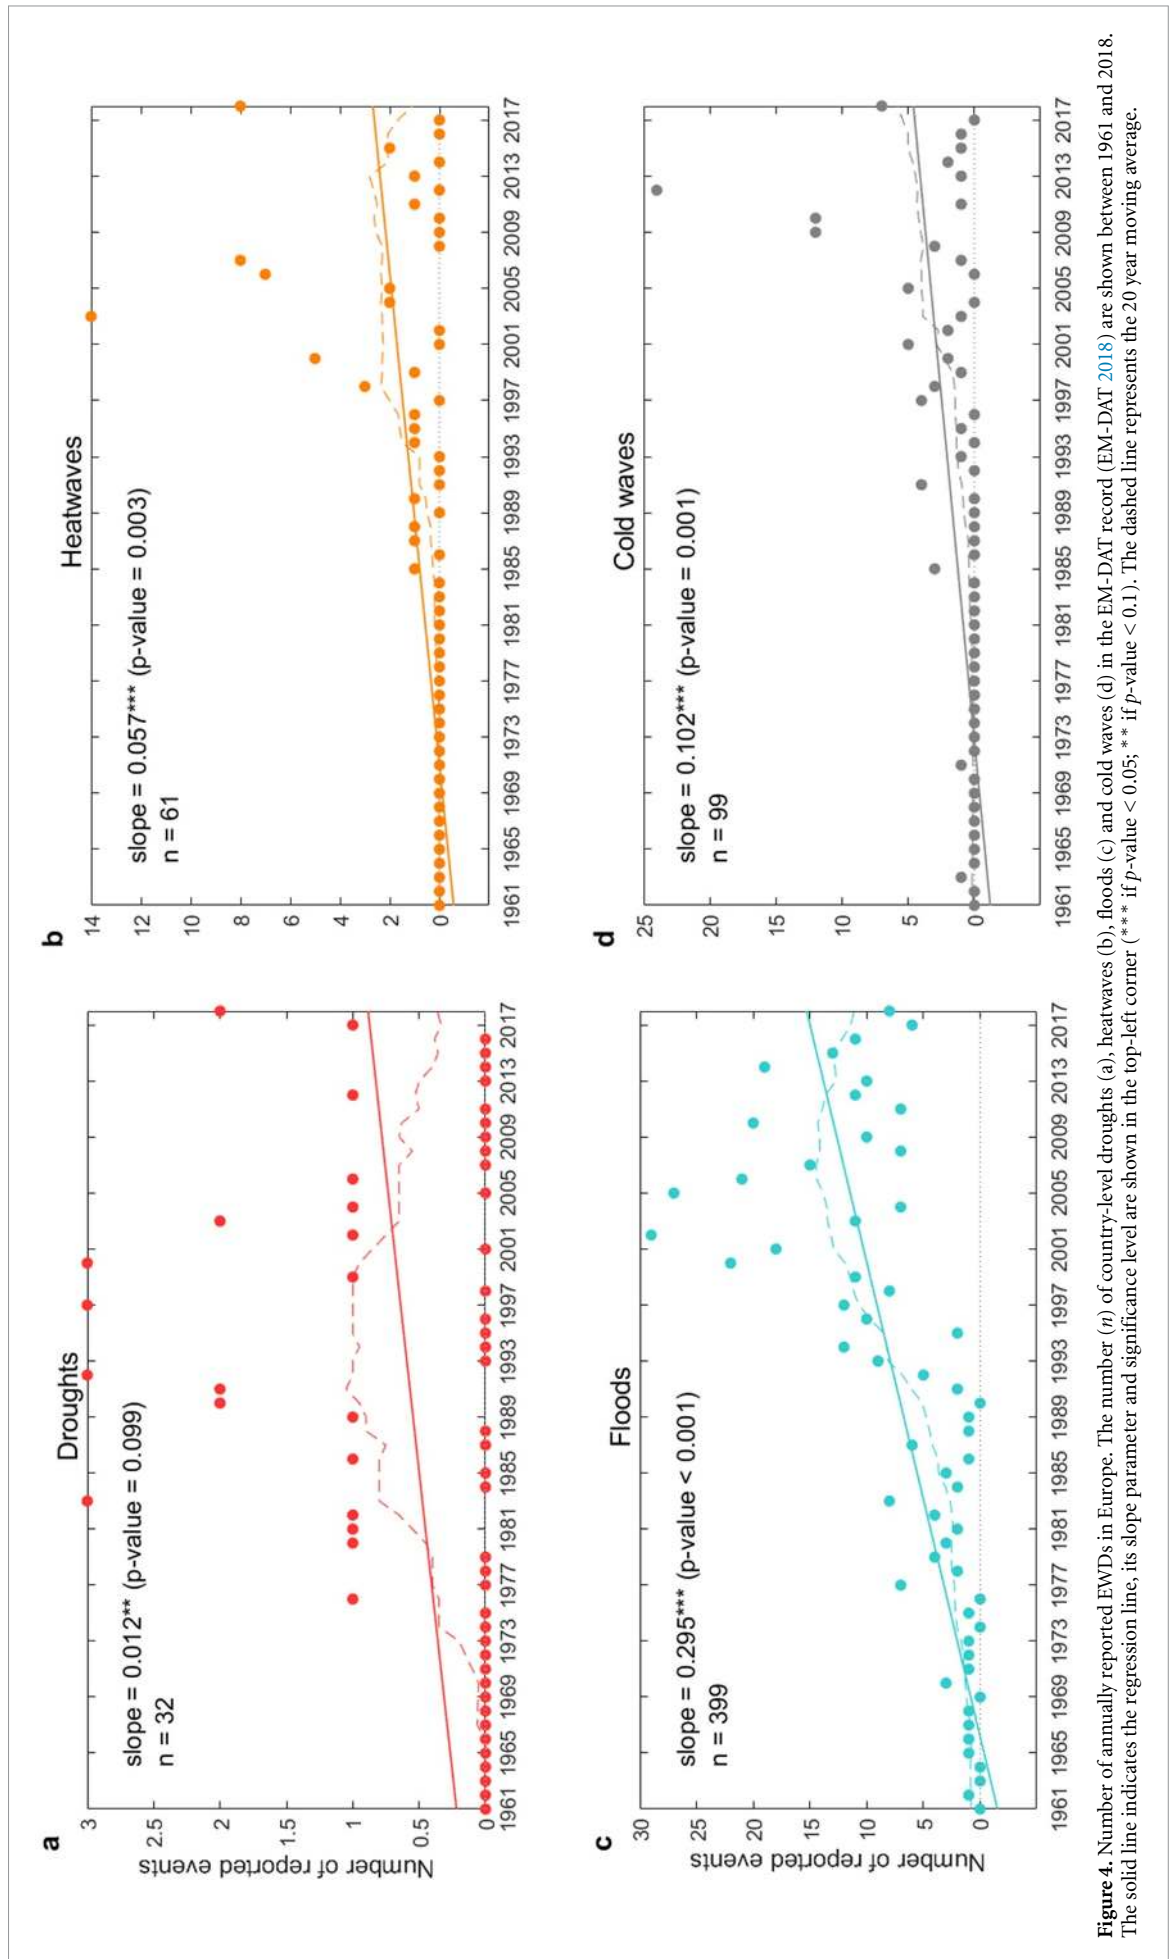 a
Droughts
slope = 0.012** (p-value = 0.099)
n = 32
Number of reported events
3
2.5
2
1.5
1
0.5
0
1961 1965 1969 1973 1977 1981 1985 1989 1993 1997 2001 2005 2009 2013 2017
b
Heatwaves
slope = 0.057*** (p-value = 0.003)
n = 61
14
12
10
8
6
4
2
0
1961 1965 1969 1973 1977 1981 1985 1989 1993 1997 2001 2005 2009 2013 2017
c
Floods
slope = 0.295*** (p-value < 0.001)
n = 399
Number of reported events
30
25
20
15
10
5
0
1961 1965 1969 1973 1977 1981 1985 1989 1993 1997 2001 2005 2009 2013 2017
d
Cold waves
slope = 0.102*** (p-value = 0.001)
n = 99
25
20
15
10
5
0
1961 1965 1969 1973 1977 1981 1985 1989 1993 1997 2001 2005 2009 2013 2017
Figure 4. Number of annually reported EWDs in Europe. The number (n) of country-level droughts (a), heatwaves (b), floods (c) and cold waves (d) in the EM-DAT record (EM-DAT 2018) are shown between 1961 and 2018.
The solid line indicates the regression line, its slope parameter and significance level are shown in the top-left corner (*** if p-value < 0.05; ** if p-value < 0.1). The dashed line represents the 20 year moving average.